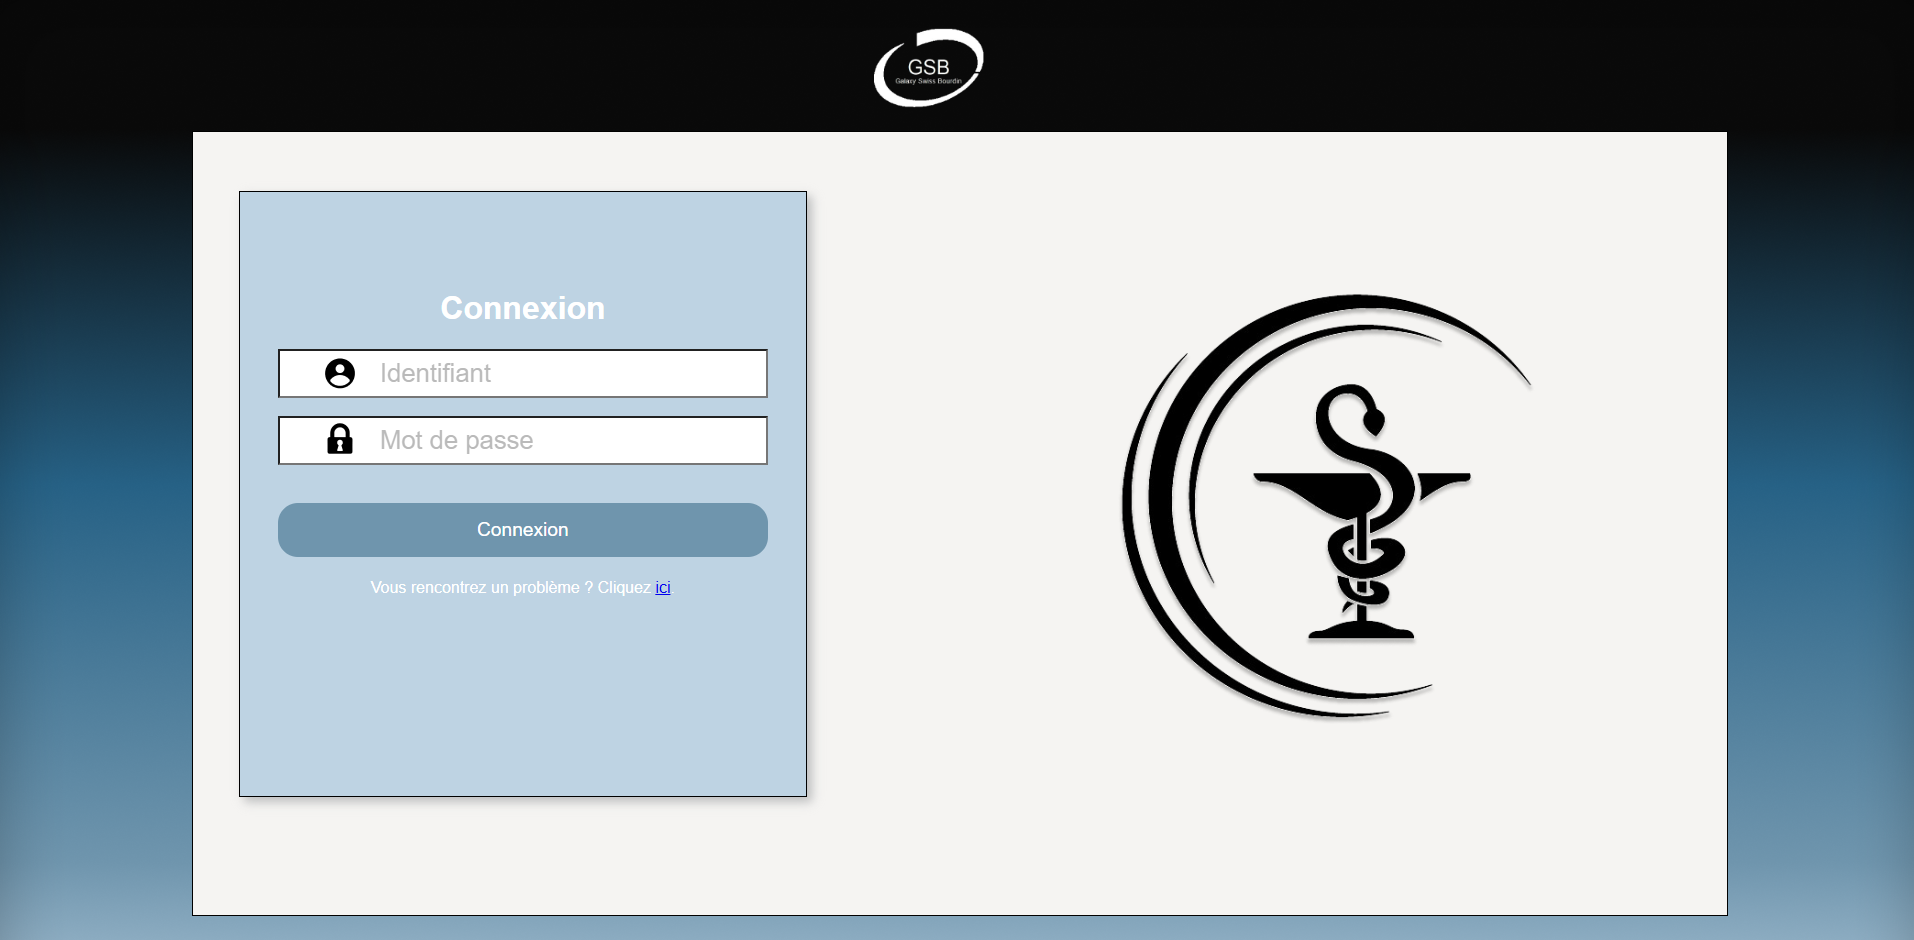 GSB
Galaxy Swiss Bourdin
Connexion
Identifiant
Mot de passe
Connexion
Vous rencontrez un problème ? Cliquez ici.